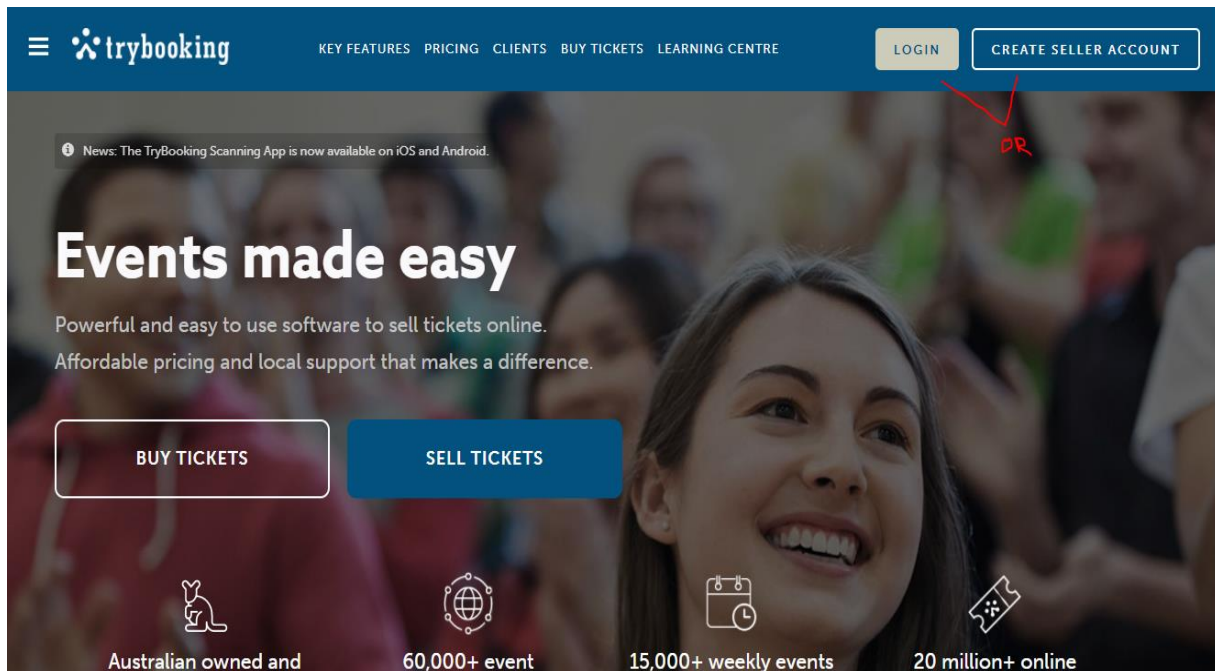 trybooking
KEY FEATURES PRICING CLIENTS BUY TICKETS LEARNING CENTRE
LOGIN
CREATE SELLER ACCOUNT
OR
News: The TryBooking Scanning App is now available on iOS and Android.
Events made easy
Powerful and easy to use software to sell tickets online.
Affordable pricing and local support that makes a difference.
BUY TICKETS
SELL TICKETS
Australian owned and
60,000+ event
15,000+ weekly events
20 million+ online